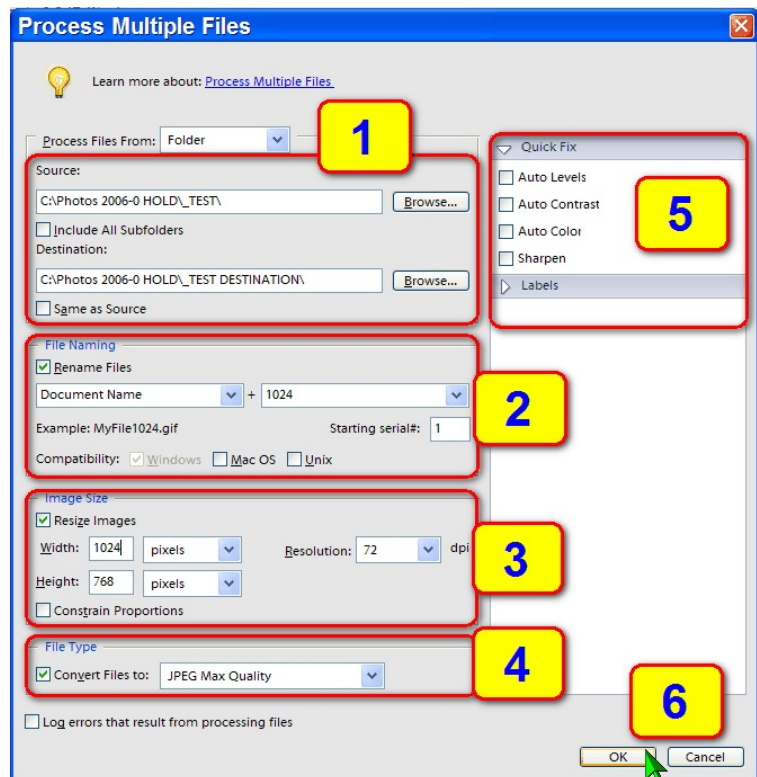 Process Multiple Files
Learn more about: Process Multiple Files
1
Process Files From: Folder
Source:
C:\Photos 2006-0 HOLD\_TEST\ Browse...
Include All Subfolders
Destination:
C:\Photos 2006-0 HOLD\_TEST DESTINATION\ Browse...
Same as Source
File Naming
Rename Files
Document Name + 1024
Example: MyFile1024.gif Starting serial#: 1
Compatibility: Windows Mac OS Unix
2
Image Size
Resize Images
Width: 1024 pixels Resolution: 72 dpi
Height: 768 pixels
Constrain Proportions
3
File Type
Convert Files to: JPEG Max Quality
4
Quick Fix
Auto Levels
Auto Contrast
Auto Color
Sharpen
Labels
5
Log errors that result from processing files
6
OK Cancel